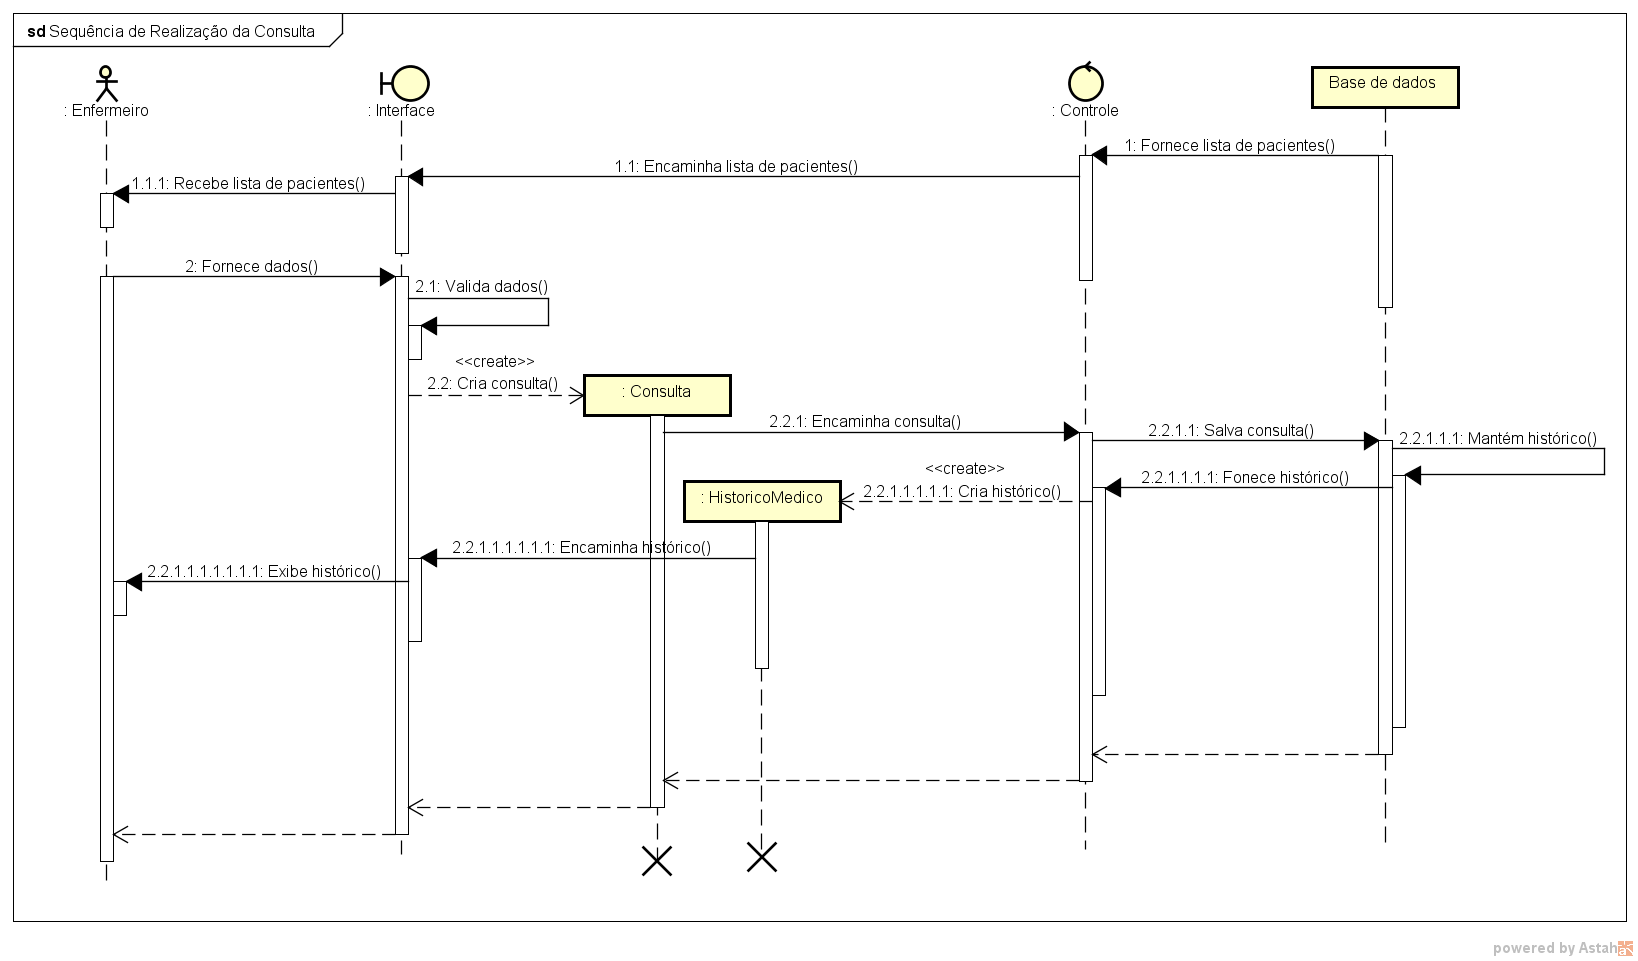 sd Sequência de Realização da Consulta
: Enfermeiro
: Interface
: Controle
Base de dados
1: Fornece lista de pacientes()
1.1: Encaminha lista de pacientes()
1.1.1: Recebe lista de pacientes()
2: Fornece dados()
2.1: Valida dados()
<<create>>
2.2: Cria consulta()
: Consulta
2.2.1: Encaminha consulta()
2.2.1.1: Salva consulta()
2.2.1.1.1: Mantém histórico()
2.2.1.1.1.1: Fonece histórico()
<<create>>
2.2.1.1.1.1.1: Cria histórico()
: HistoricoMedico
2.2.1.1.1.1.1.1: Encaminha histórico()
2.2.1.1.1.1.1.1.1: Exibe histórico()
powered by Astah